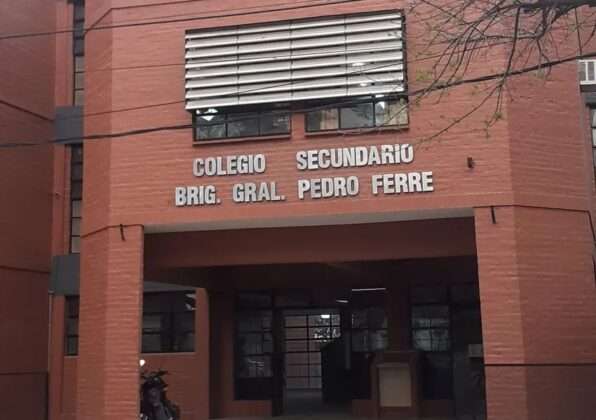 COLEGIO SECUNDARIO
BRIG. GRAL. PEDRO FERRE